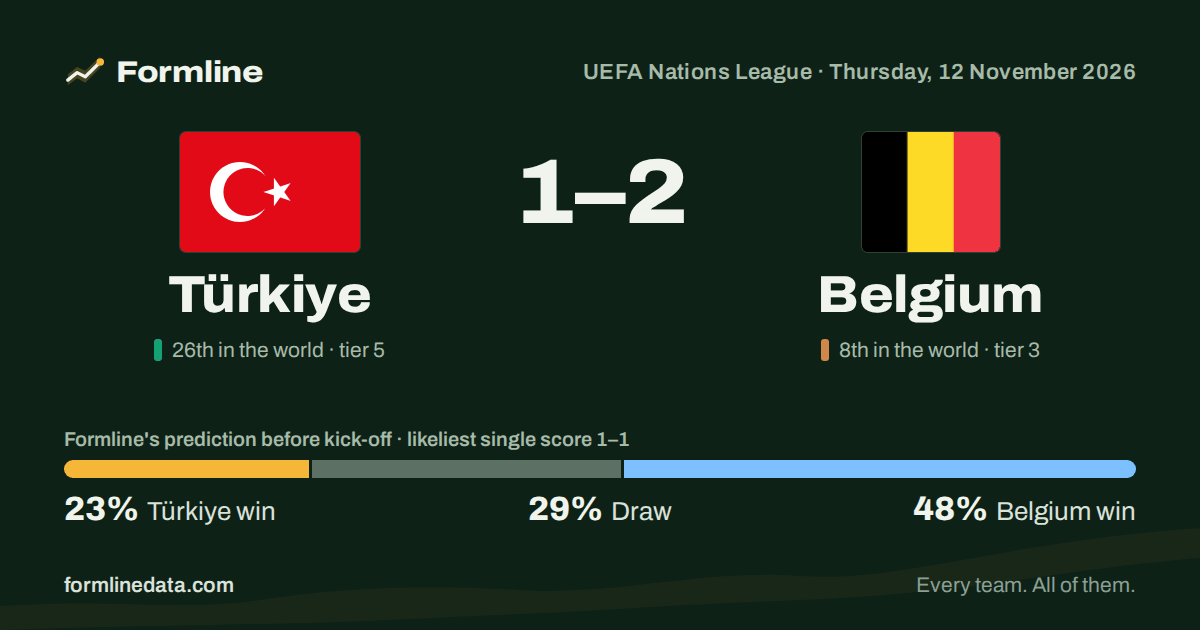 Formline
UEFA Nations League · Thursday, 12 November 2026
1–2
Türkiye
Belgium
26th in the world · tier 5
8th in the world · tier 3
Formline's prediction before kick-off · likeliest single score 1–1
23% Türkiye win
29% Draw
48% Belgium win
formlinedata.com
Every team. All of them.